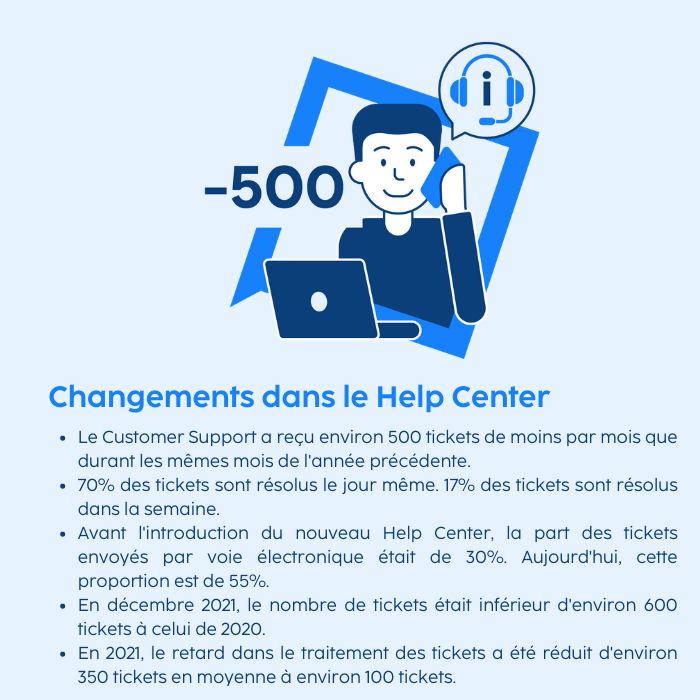 i
-500
Changements dans le Help Center
• Le Customer Support a reçu environ 500 tickets de moins par mois que
durant les mêmes mois de l'année précédente.
• 70% des tickets sont résolus le jour même. 17% des tickets sont résolus
dans la semaine.
• Avant l'introduction du nouveau Help Center, la part des tickets
envoyés par voie électronique était de 30%. Aujourd'hui, cette
proportion est de 55%.
• En décembre 2021, le nombre de tickets était inférieur d'environ 600
tickets à celui de 2020.
• En 2021, le retard dans le traitement des tickets a été réduit d'environ
350 tickets en moyenne à environ 100 tickets.